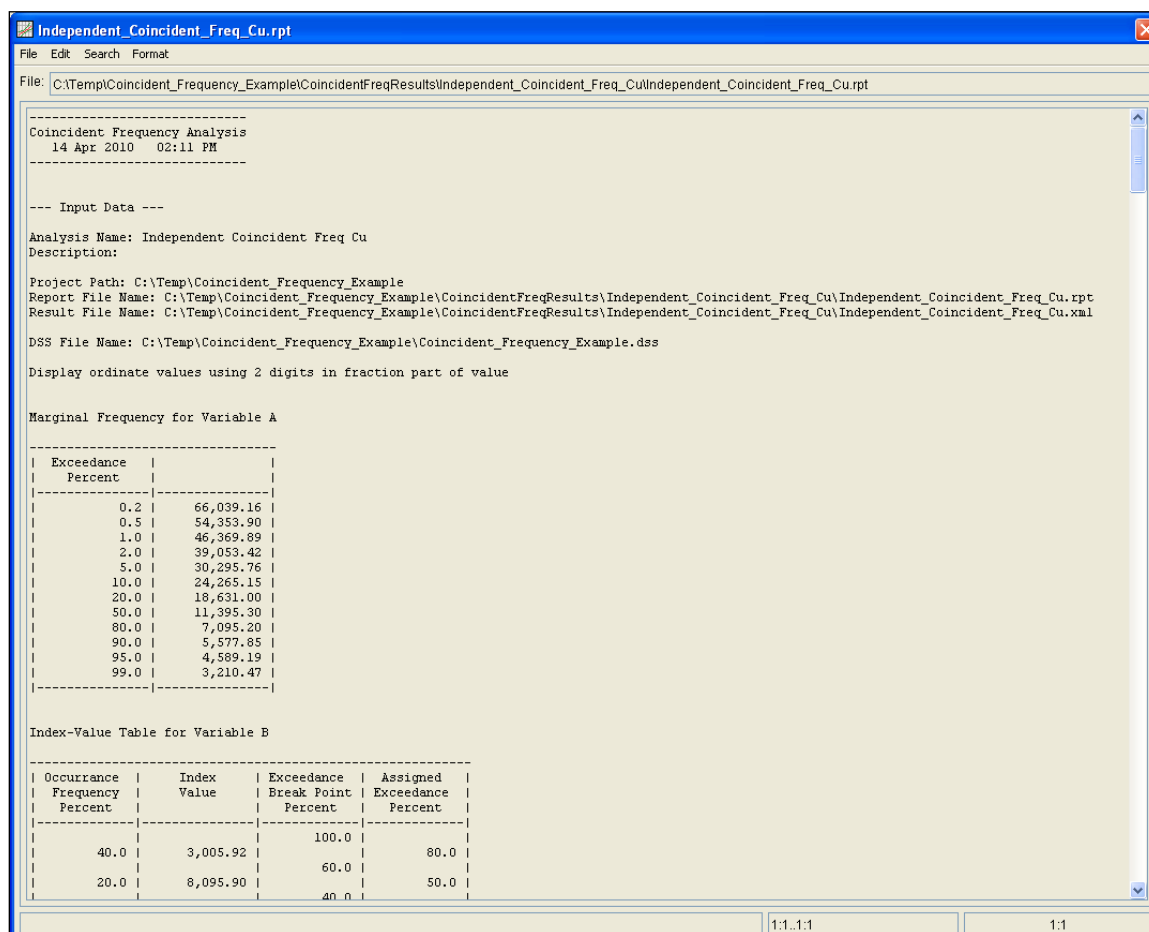 Independent_Coincident_Freq_Cu.rpt
File Edit Search Format
File: C:\Temp\Coincident_Frequency_Example\CoincidentFreqResults\Independent_Coincident_Freq_Cu\Independent_Coincident_Freq_Cu.rpt
----------------------------
Coincident Frequency Analysis
14 Apr 2010 02:11 PM
----------------------------
--- Input Data ---
Analysis Name: Independent Coincident Freq Cu
Description:
Project Path: C:\Temp\Coincident_Frequency_Example
Report File Name: C:\Temp\Coincident_Frequency_Example\CoincidentFreqResults\Independent_Coincident_Freq_Cu\Independent_Coincident_Freq_Cu.rpt
Result File Name: C:\Temp\Coincident_Frequency_Example\CoincidentFreqResults\Independent_Coincident_Freq_Cu\Independent_Coincident_Freq_Cu.xml
DSS File Name: C:\Temp\Coincident_Frequency_Example\Coincident_Frequency_Example.dss
Display ordinate values using 2 digits in fraction part of value
Marginal Frequency for Variable A
--------------------------------
| Exceedance | |
| Percent | |
|---------------|---------------|
| 0.2 | 66,039.16 |
| 0.5 | 54,353.90 |
| 1.0 | 46,369.89 |
| 2.0 | 39,053.42 |
| 5.0 | 30,295.76 |
| 10.0 | 24,265.15 |
| 20.0 | 18,631.00 |
| 50.0 | 11,395.30 |
| 80.0 | 7,095.20 |
| 90.0 | 5,577.85 |
| 95.0 | 4,589.19 |
| 99.0 | 3,210.47 |
|---------------|---------------|
Index-Value Table for Variable B
---------------------------------------------------------
| Occurrance | Index | Exceedance | Assigned |
| Frequency | Value | Break Point | Exceedance |
| Percent | | Percent | Percent |
|-------------|---------------|-------------|-------------|
| | | 100.0 | |
| 40.0 | 3,005.92 | | 80.0 |
| | | 60.0 | |
| 20.0 | 8,095.90 | | 50.0 |
| | | 40.0 | |
1:1..1:1 1:1